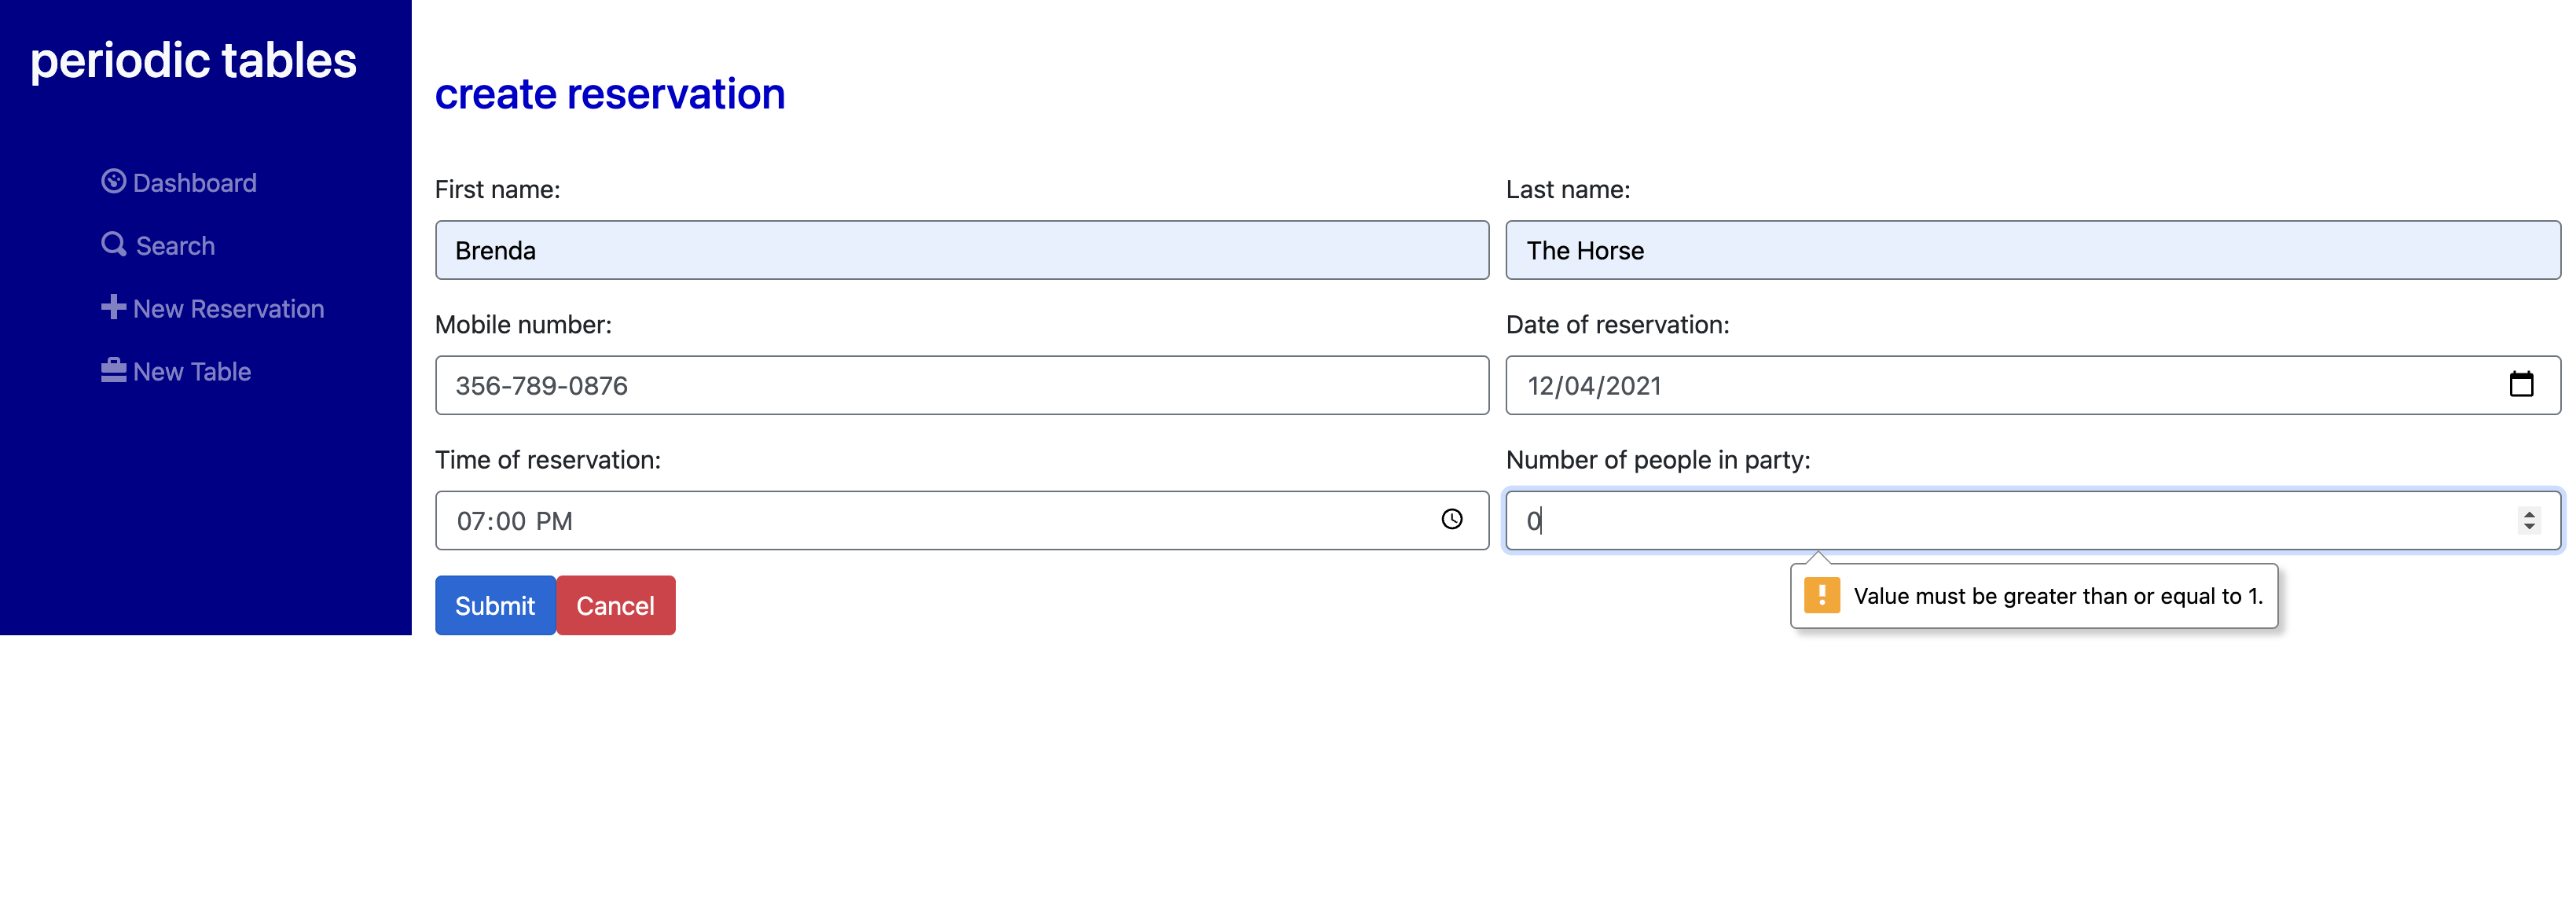 periodic tables
Dashboard
Search
New Reservation
New Table
create reservation
First name:
Last name:
Brenda
The Horse
Mobile number:
Date of reservation:
356-789-0876
12/04/2021
Time of reservation:
Number of people in party:
07:00 PM
0
Submit
Cancel
Value must be greater than or equal to 1.